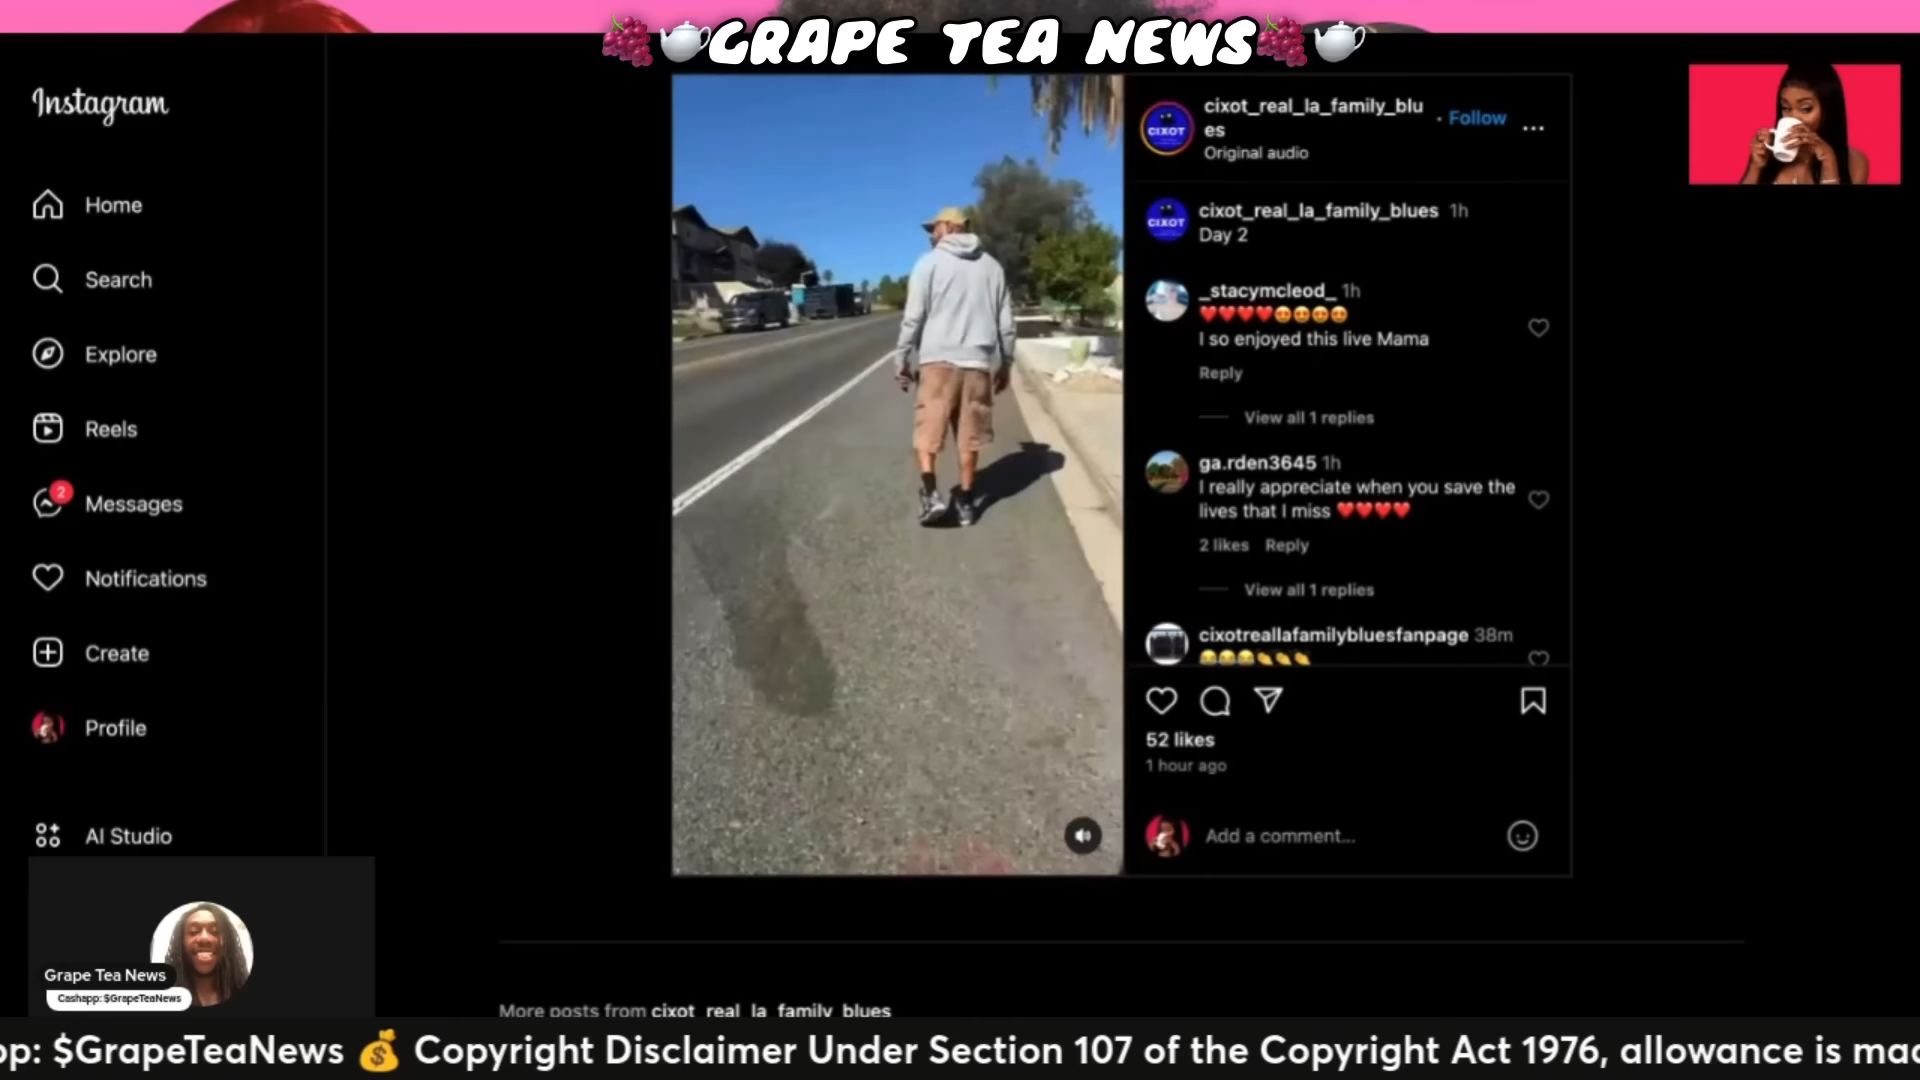 🍇🫖GRAPE TEA NEWS🍇🫖
Instagram
Home
Search
Explore
Reels
2
Messages
Notifications
Create
Profile
AI Studio
CIXOT
cixot_real_la_family_blu
es
• Follow
Original audio
CIXOT
cixot_real_la_family_blues 1h
Day 2
_stacymcleod_ 1h
❤️❤️❤️❤️😍😍😍😍
I so enjoyed this live Mama
Reply
View all 1 replies
ga.rden3645 1h
I really appreciate when you save the
lives that I miss ❤️❤️❤️❤️
2 likes Reply
View all 1 replies
cixotreallafamilybluesfanpage 38m
😂😂😂👏👏👏
52 likes
1 hour ago
Add a comment...
Grape Tea News
Cashapp: $GrapeTeaNews
More posts from cixot_real_la_family_blues
pp: $GrapeTeaNews 💰 Copyright Disclaimer Under Section 107 of the Copyright Act 1976, allowance is mad